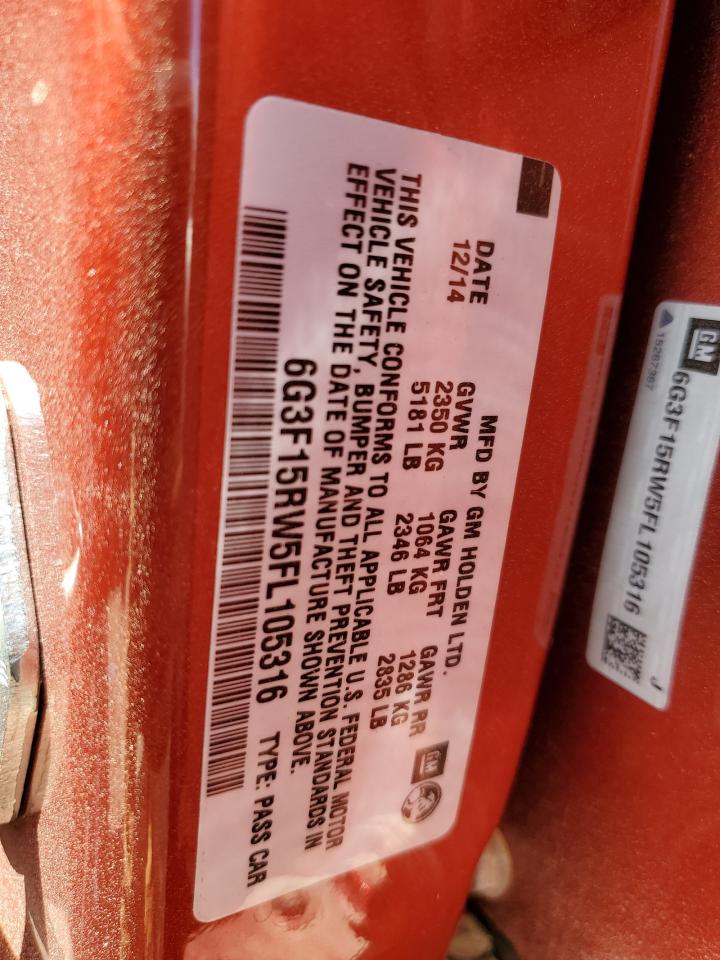 MFD BY GM HOLDEN LTD.
DATE GVWR GAWR FRT GAWR RR
12/14 2350 KG 1064 KG 1286 KG
5181 LB 2346 LB 2835 LB
GM
THIS VEHICLE CONFORMS TO ALL APPLICABLE U.S. FEDERAL MOTOR
VEHICLE SAFETY, BUMPER AND THEFT PREVENTION STANDARDS IN
EFFECT ON THE DATE OF MANUFACTURE SHOWN ABOVE.
6G3F15RW5FL105316 TYPE: PASS CAR
GM
6G3F15RW5FL105316
J
15287387